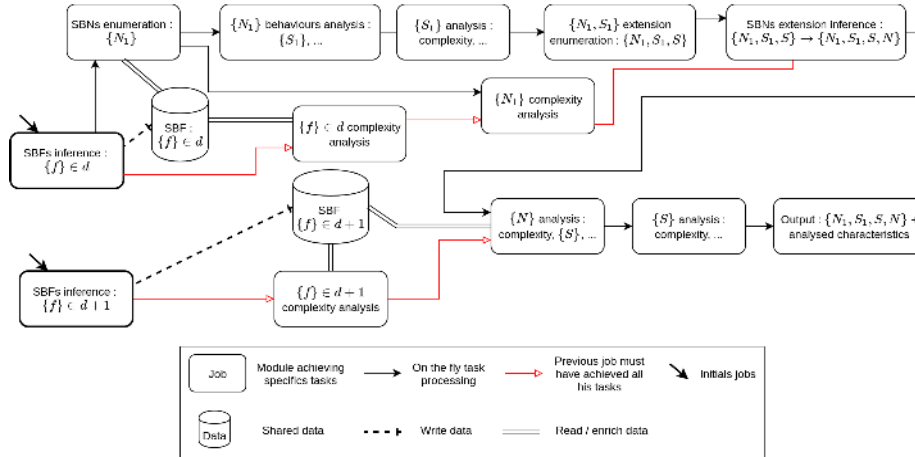 SBNs enumeration :
{N₁}
{N₁} behaviours analysis :
{S₁}, ...
{S₁} analysis :
complexity, ...
{N₁, S₁} extension
enumeration : {N₁, S₁, S}
SBNs extension Inference :
{N₁, S₁, S} → {N₁, S₁, S, N}
SBF :
{f} ∈ d
{N₁} complexity
analysis
{f} ∈ d complexity
analysis
SBFs inference :
{f} ∈ d
SBF
{f} ∈ d + 1
{N} analysis :
complexity, {S}, ...
{S} analysis :
complexity, ...
Output : {N₁, S₁, S, N} +
analysed characteristics
SBFs inference :
{f} ∈ d + 1
{f} ∈ d + 1
complexity analysis
Job
Module achieving
specifics tasks
On the fly task
processing
Previous job must
have achieved all
his tasks
Initials jobs
Data
Shared data
Write data
Read / enrich data